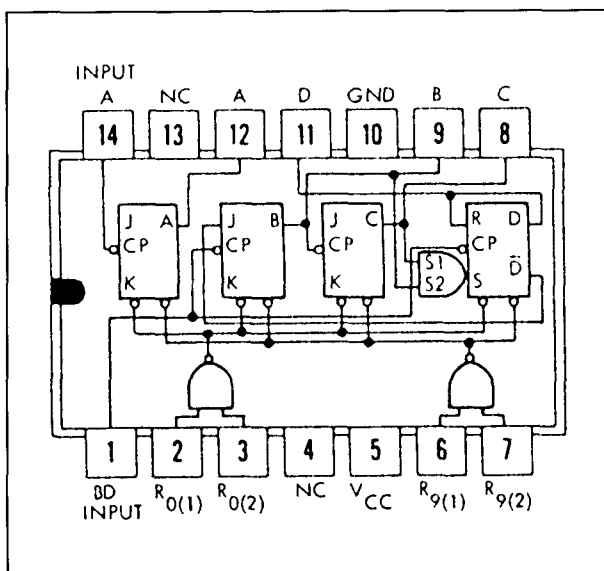 INPUT
A NC A D GND B C
14 13 12 11 10 9 8
J A J B J C R D
CP CP CP CP
S1
S2
D̅
K K K S
1 2 3 4 5 6 7
BD INPUT R0(1) R0(2) NC VCC R9(1) R9(2)